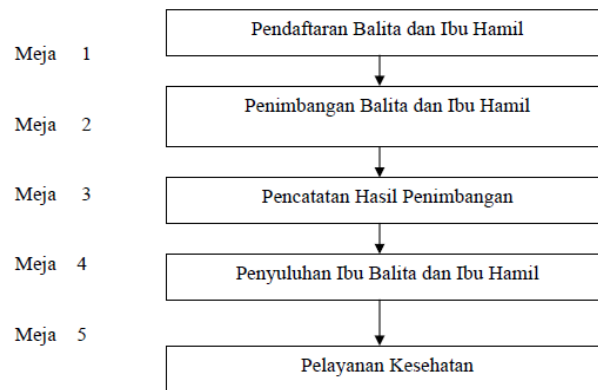 Pendaftaran Balita dan Ibu Hamil
Meja 1
Penimbangan Balita dan Ibu Hamil
Meja 2
Meja 3
Pencatatan Hasil Penimbangan
Meja 4
Penyuluhan Ibu Balita dan Ibu Hamil
Meja 5
Pelayanan Kesehatan